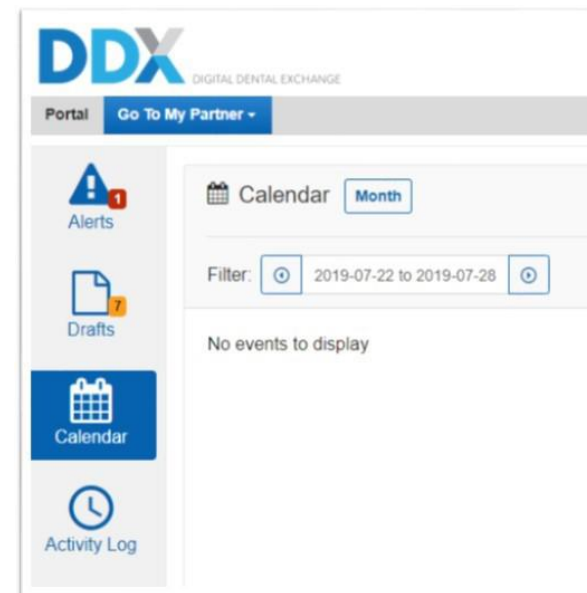 DDX DIGITAL DENTAL EXCHANGE
Portal Go To My Partner
1
Alerts
7
Drafts
Calendar
Activity Log
Calendar Month
Filter: 2019-07-22 to 2019-07-28
No events to display